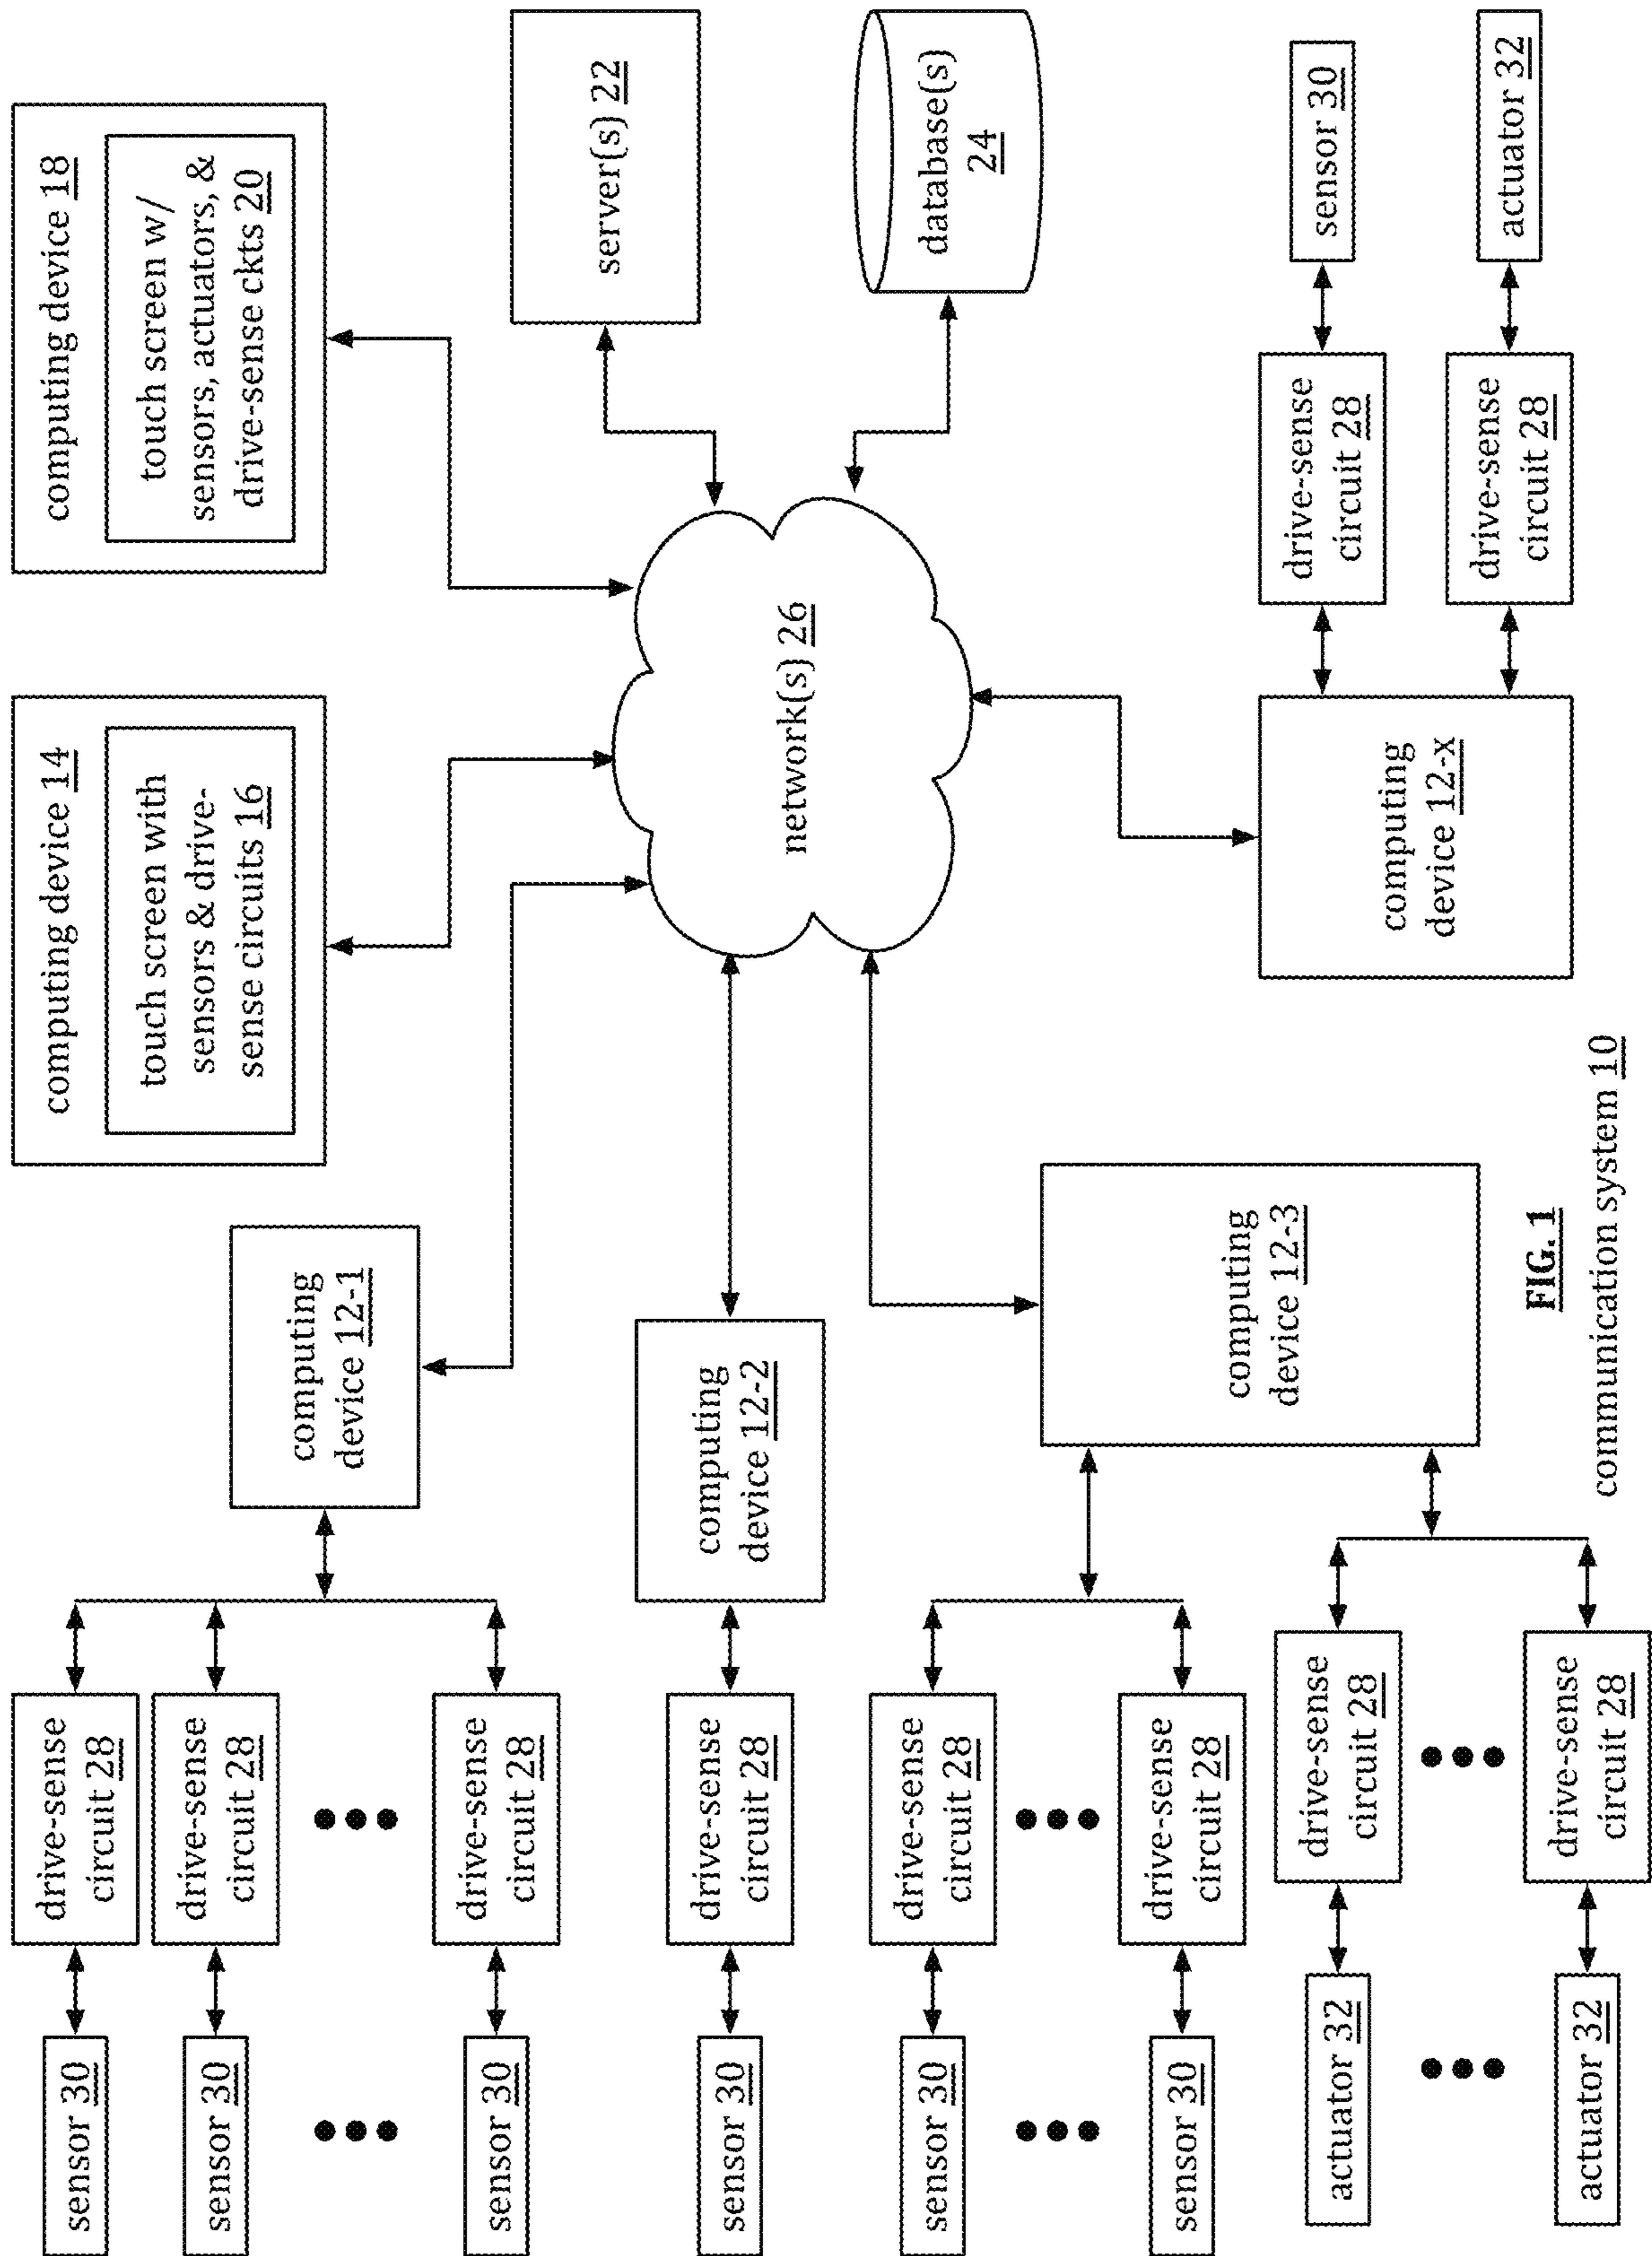 sensor 30
drive-sense
circuit 28
sensor 30
drive-sense
circuit 28
sensor 30
drive-sense
circuit 28
computing
device 12-1
computing device 14
touch screen with
sensors & drive-
sense circuits 16
computing device 18
touch screen w/
sensors, actuators, &
drive-sense ckts 20
sensor 30
drive-sense
circuit 28
computing
device 12-2
network(s) 26
server(s) 22
database(s)
24
sensor 30
drive-sense
circuit 28
sensor 30
drive-sense
circuit 28
computing
device 12-3
actuator 32
drive-sense
circuit 28
actuator 32
drive-sense
circuit 28
computing
device 12-x
drive-sense
circuit 28
sensor 30
drive-sense
circuit 28
actuator 32
FIG. 1
communication system 10